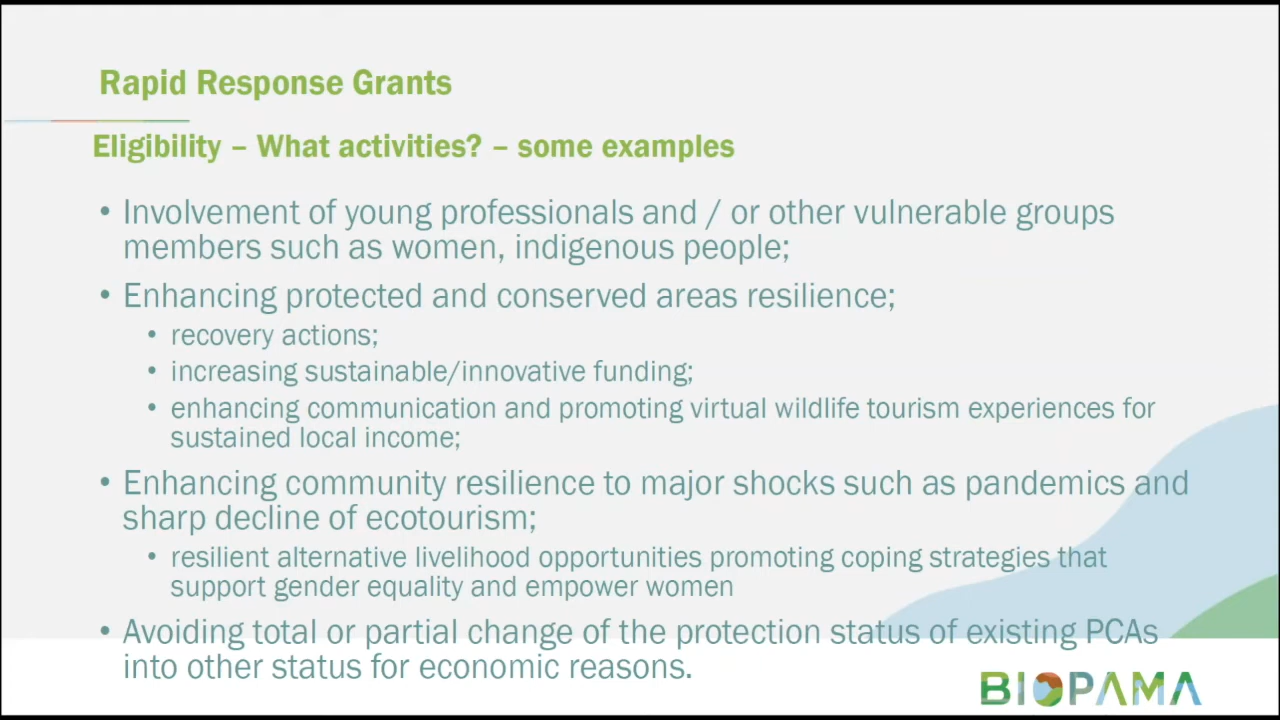 Rapid Response Grants
Eligibility – What activities? – some examples
• Involvement of young professionals and / or other vulnerable groups
members such as women, indigenous people;
• Enhancing protected and conserved areas resilience;
• recovery actions;
• increasing sustainable/innovative funding;
• enhancing communication and promoting virtual wildlife tourism experiences for
sustained local income;
• Enhancing community resilience to major shocks such as pandemics and
sharp decline of ecotourism;
• resilient alternative livelihood opportunities promoting coping strategies that
support gender equality and empower women
• Avoiding total or partial change of the protection status of existing PCAs
into other status for economic reasons.
BIOPAMA